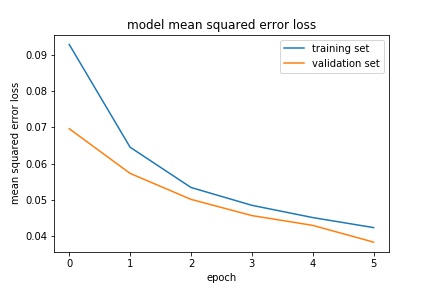 model mean squared error loss
training set
validation set
mean squared error loss
0.09
0.08
0.07
0.06
0.05
0.04
0 1 2 3 4 5
epoch